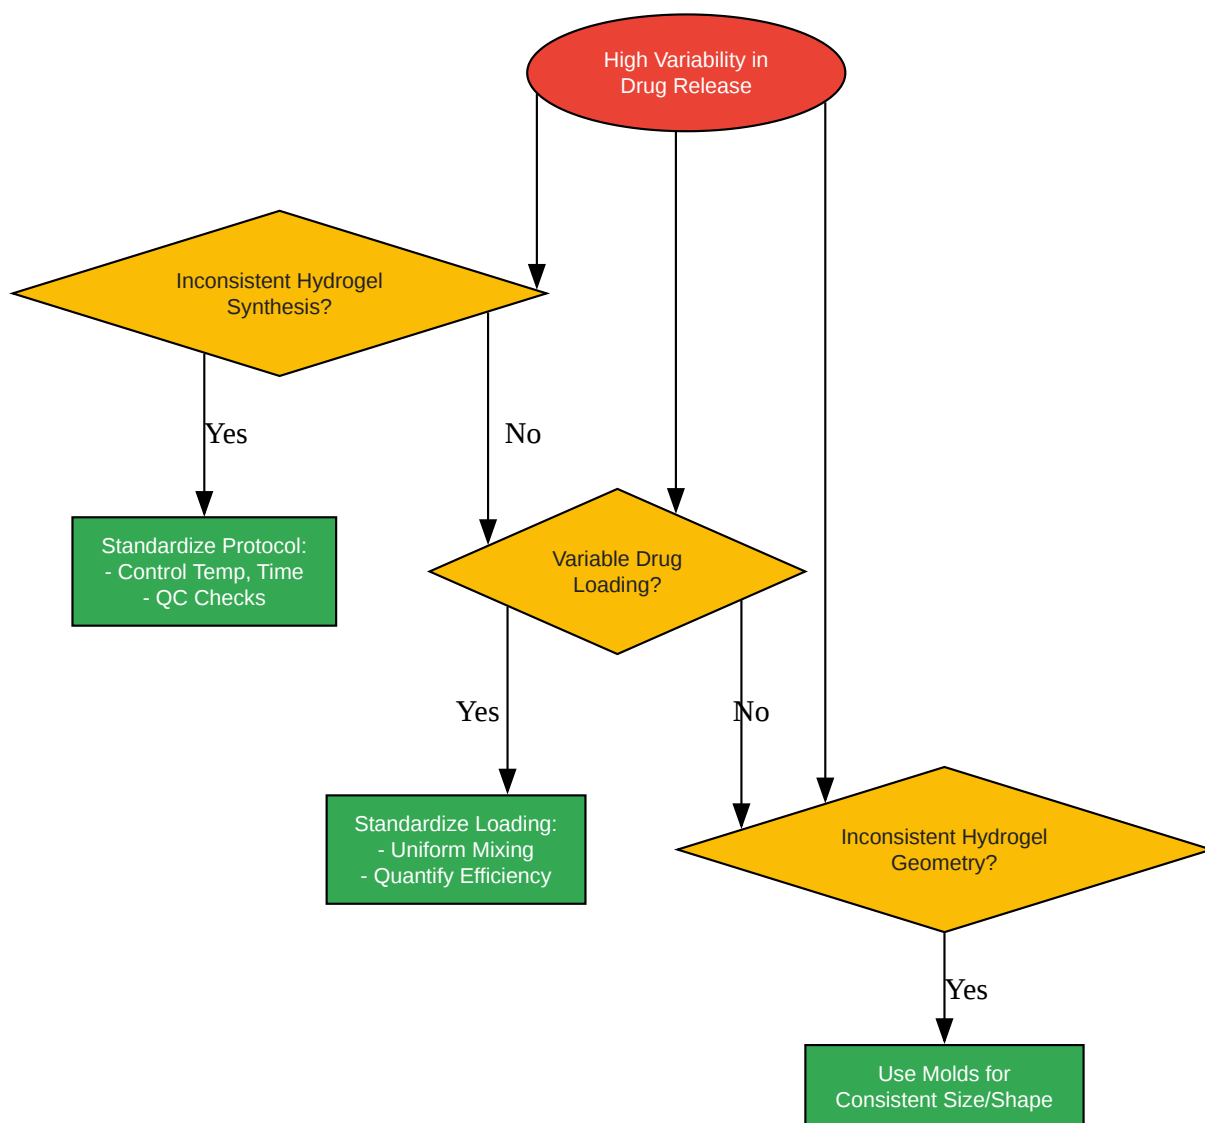 High Variability in
Drug Release
Inconsistent Hydrogel
Synthesis?
Yes
No
Standardize Protocol:
- Control Temp, Time
- QC Checks
Variable Drug
Loading?
Yes
No
Standardize Loading:
- Uniform Mixing
- Quantify Efficiency
Inconsistent Hydrogel
Geometry?
Yes
Use Molds for
Consistent Size/Shape